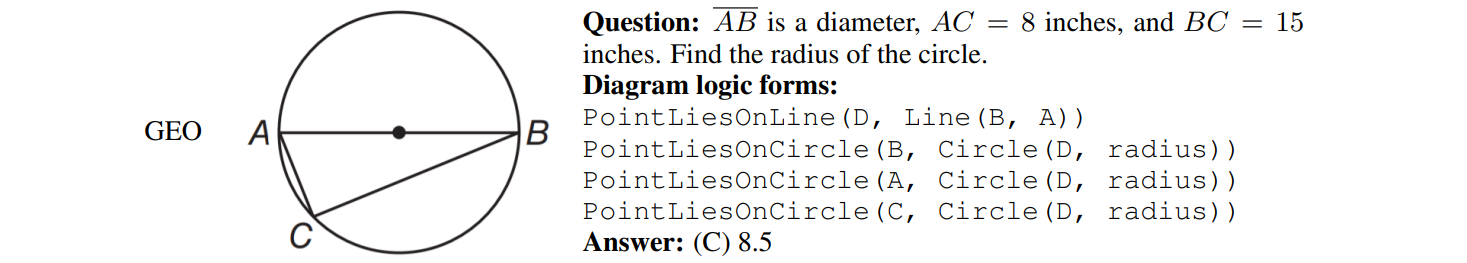 GEO
A
B
C
Question: AB is a diameter, AC = 8 inches, and BC = 15
inches. Find the radius of the circle.
Diagram logic forms:
PointLiesOnLine(D, Line(B, A))
PointLiesOnCircle(B, Circle(D, radius))
PointLiesOnCircle(A, Circle(D, radius))
PointLiesOnCircle(C, Circle(D, radius))
Answer: (C) 8.5